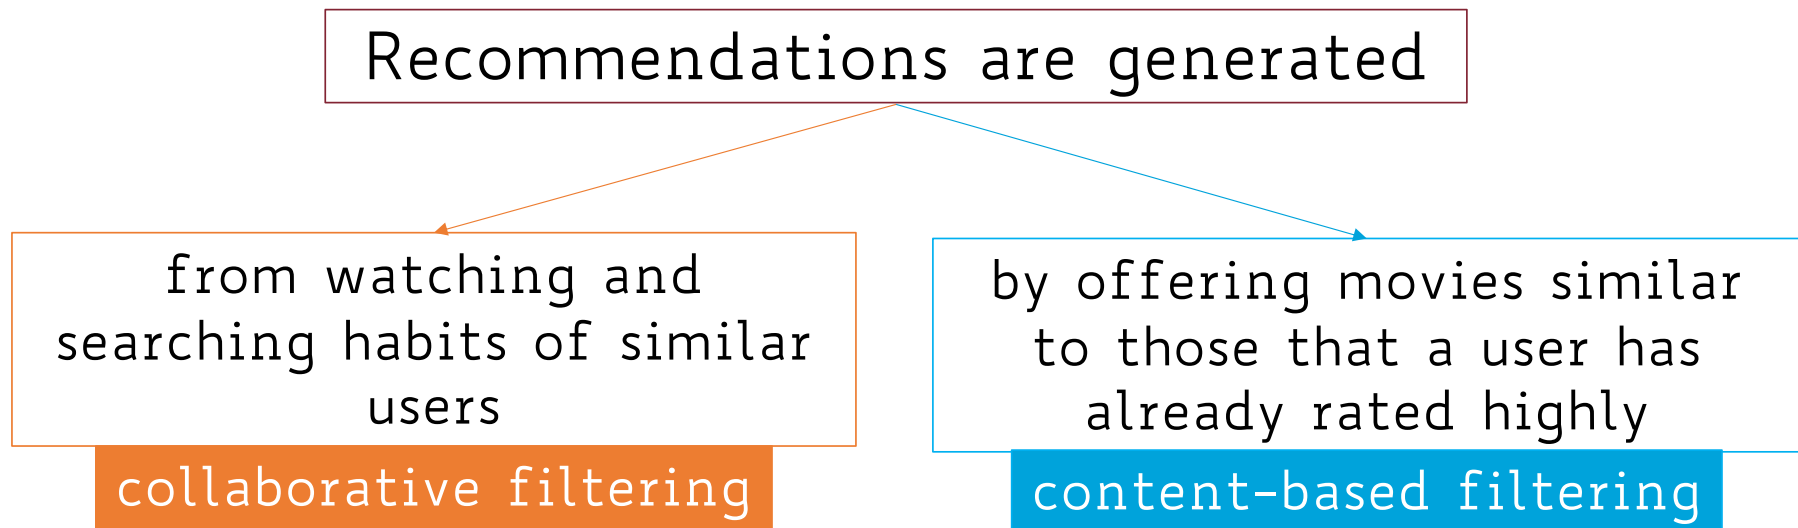 Recommendations are generated
from watching and
searching habits of similar
users
collaborative filtering
by offering movies similar
to those that a user has
already rated highly
content-based filtering